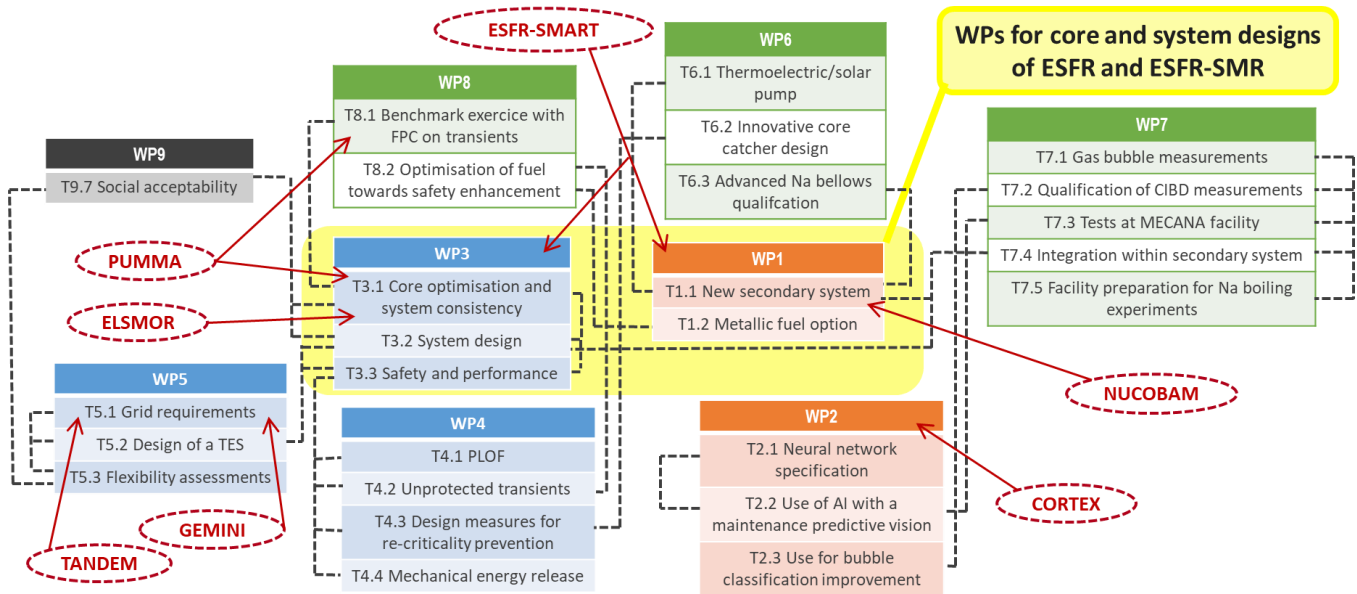 ESFR-SMART
WPs for core and system designs
of ESFR and ESFR-SMR
WP6
T6.1 Thermoelectric/solar
pump
T6.2 Innovative core
catcher design
T6.3 Advanced Na bellows
qualifcation
WP8
T8.1 Benchmark exercice with
FPC on transients
T8.2 Optimisation of fuel
towards safety enhancement
WP7
T7.1 Gas bubble measurements
T7.2 Qualification of CIBD measurements
T7.3 Tests at MECANA facility
T7.4 Integration within secondary system
T7.5 Facility preparation for Na boiling
experiments
WP9
T9.7 Social acceptability
PUMMA
ELSMOR
WP3
T3.1 Core optimisation and
system consistency
T3.2 System design
T3.3 Safety and performance
WP1
T1.1 New secondary system
T1.2 Metallic fuel option
NUCOBAM
WP5
T5.1 Grid requirements
T5.2 Design of a TES
T5.3 Flexibility assessments
GEMINI
TANDEM
WP4
T4.1 PLOF
T4.2 Unprotected transients
T4.3 Design measures for
re-criticality prevention
T4.4 Mechanical energy release
WP2
T2.1 Neural network
specification
T2.2 Use of AI with a
maintenance predictive vision
T2.3 Use for bubble
classification improvement
CORTEX